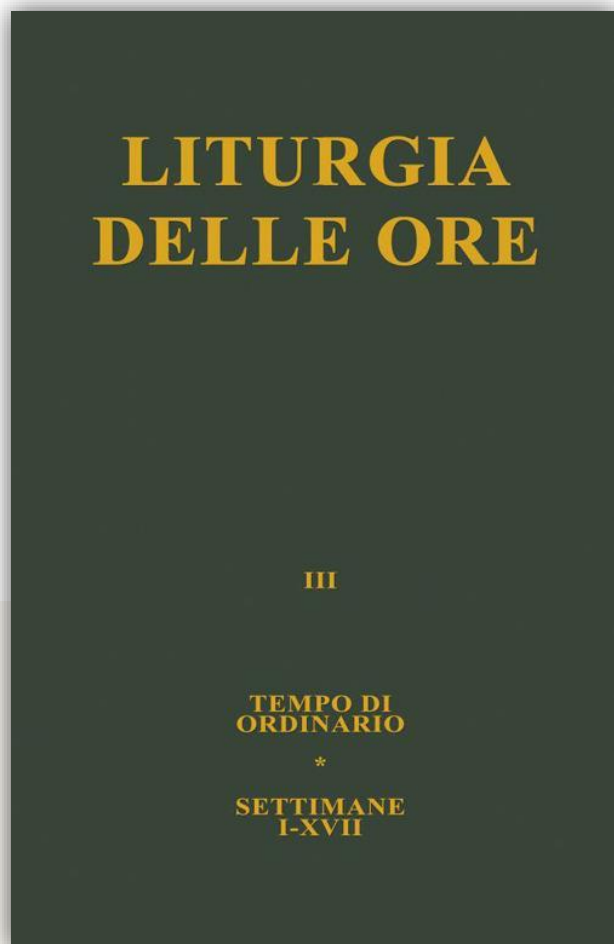 LITURGIA
DELLE ORE
III
TEMPO DI
ORDINARIO
*
SETTIMANE
I-XVII